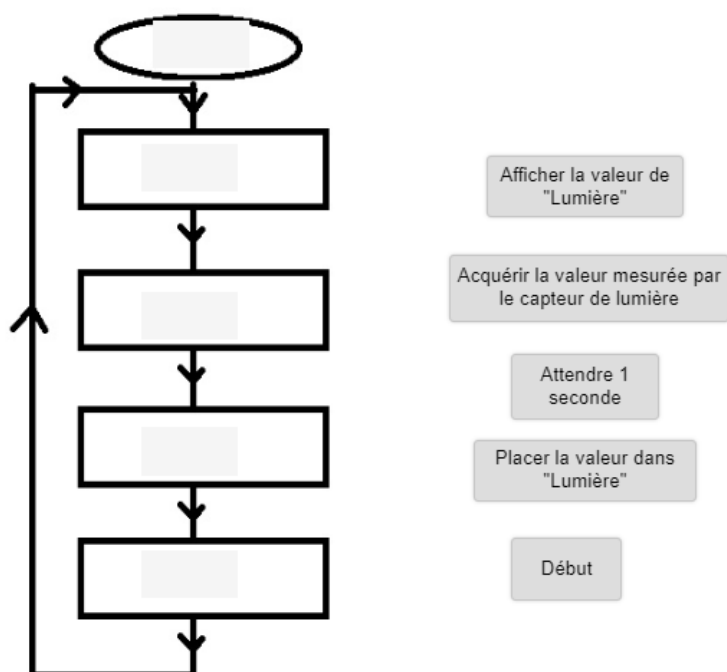 Afficher la valeur de
"Lumière"
Acquérir la valeur mesurée par
le capteur de lumière
Attendre 1
seconde
Placer la valeur dans
"Lumière"
Début